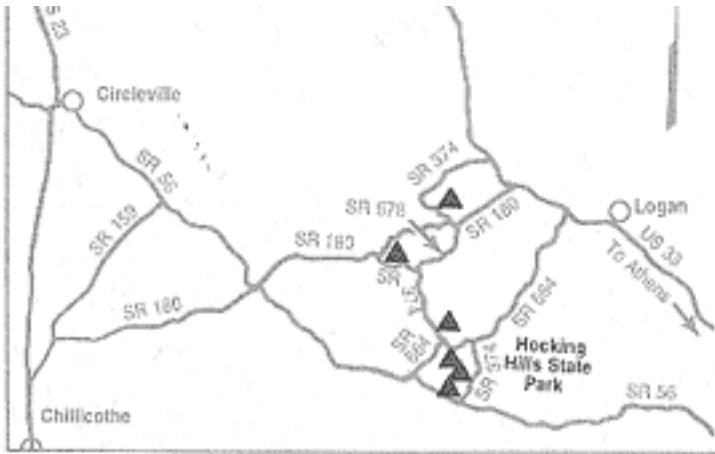 S 23
Circleville
SR 56
SR 374
SR 159
SR 678
SR 180
Logan
SR 180
US 33
To Athens
SR 374
SR 664
SR 180
SR 664
SR 374
Hocking
Hills State
Park
SR 56
Chillicothe